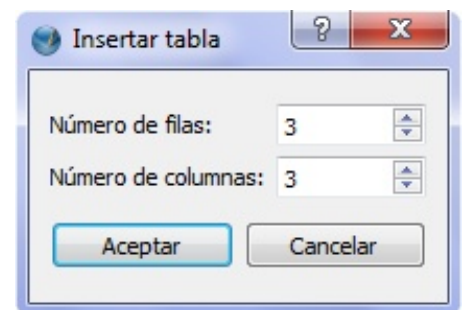 Insertar tabla
Número de filas: 3
Número de columnas: 3
Aceptar Cancelar